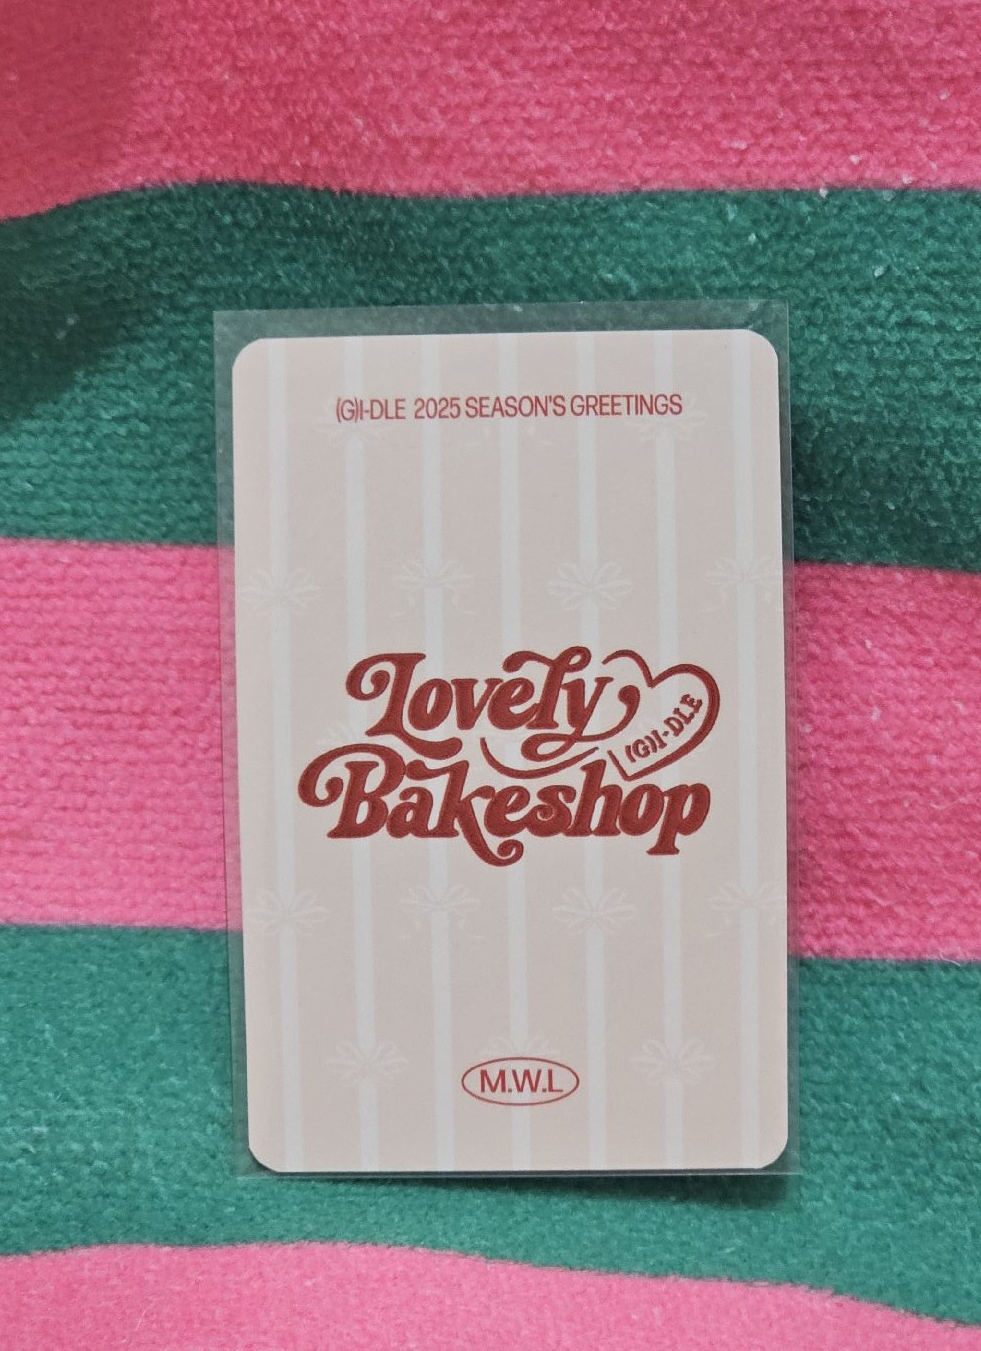 (G)I-DLE 2025 SEASON'S GREETINGS
Lovely
(G)I-DLE
Bakeshop
M.W.L